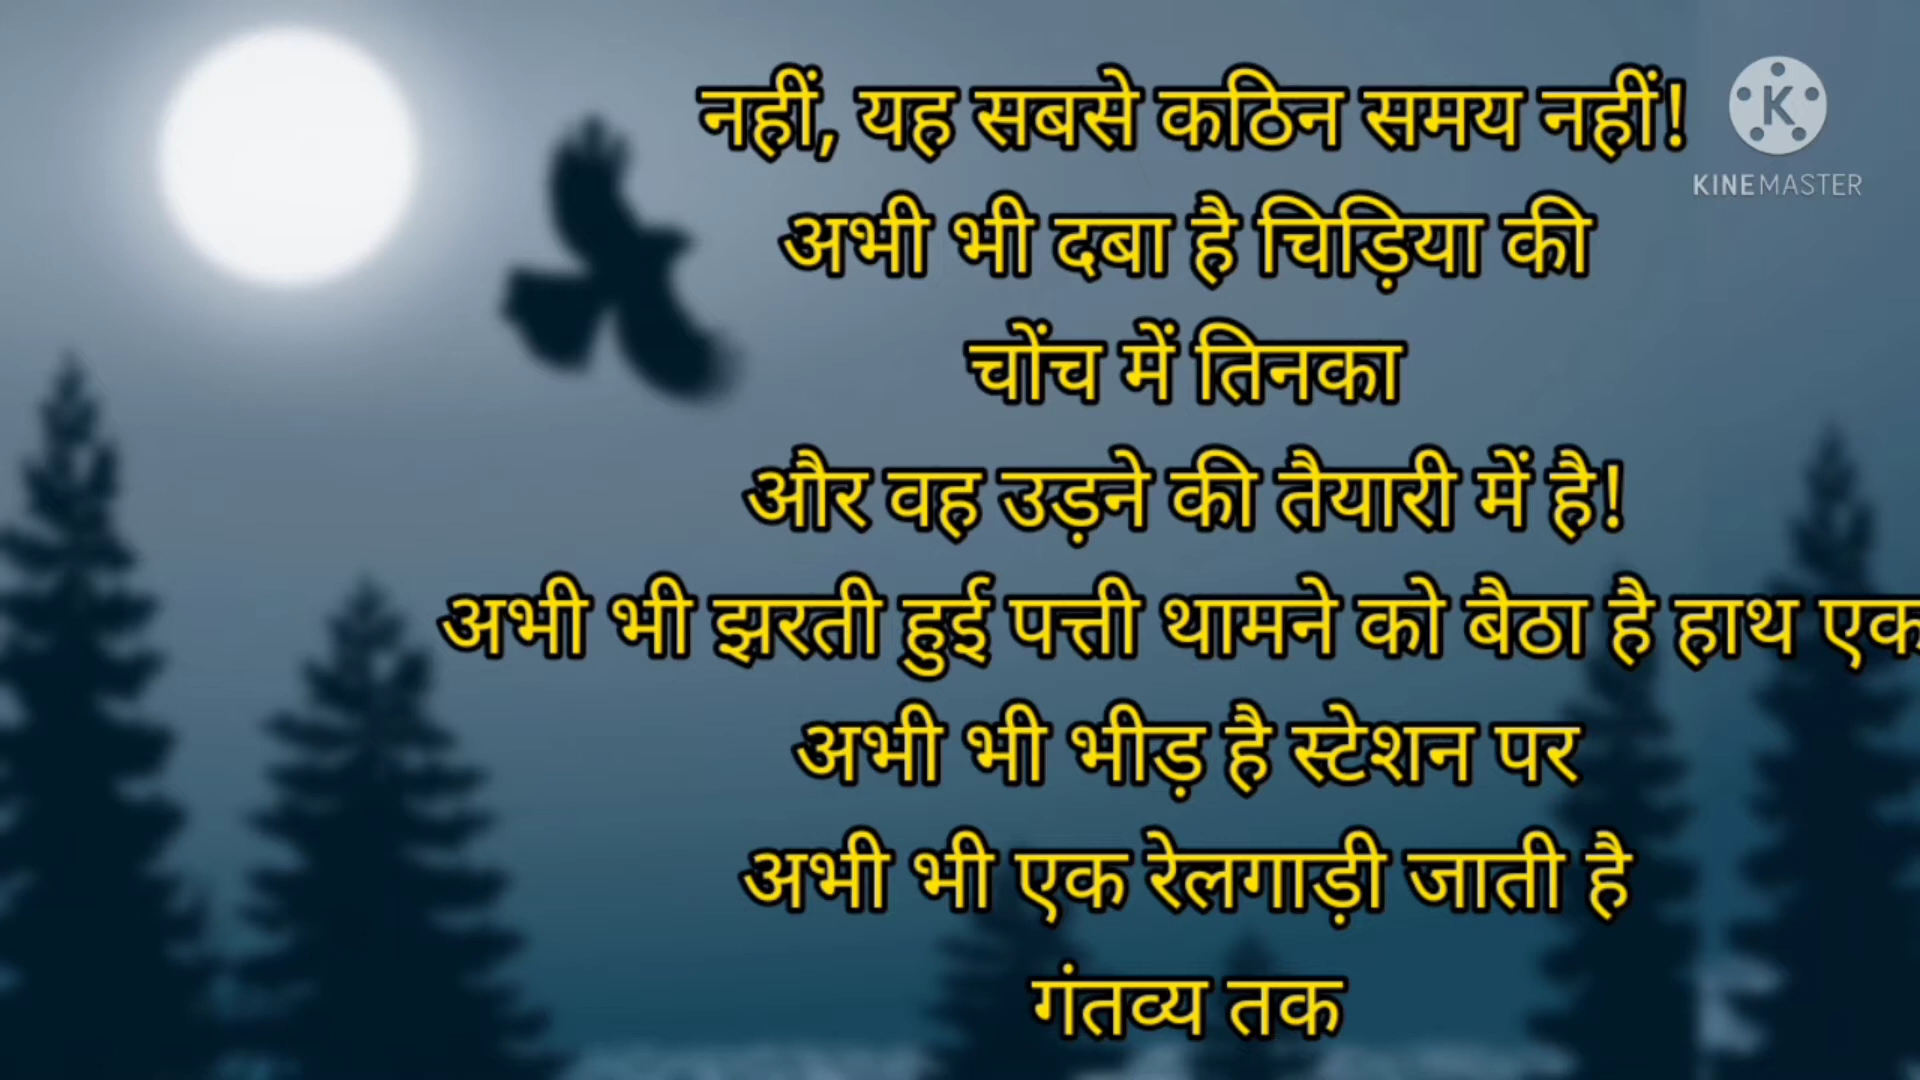 नहीं, यह सबसे कठिन समय नहीं!
अभी भी दबा है चिड़िया की
चोंच में तिनका
और वह उड़ने की तैयारी में है!
अभी भी झरती हुई पत्ती थामने को बैठा है हाथ एक
अभी भी भीड़ है स्टेशन पर
अभी भी एक रेलगाड़ी जाती है
गंतव्य तक
K
KINEMASTER